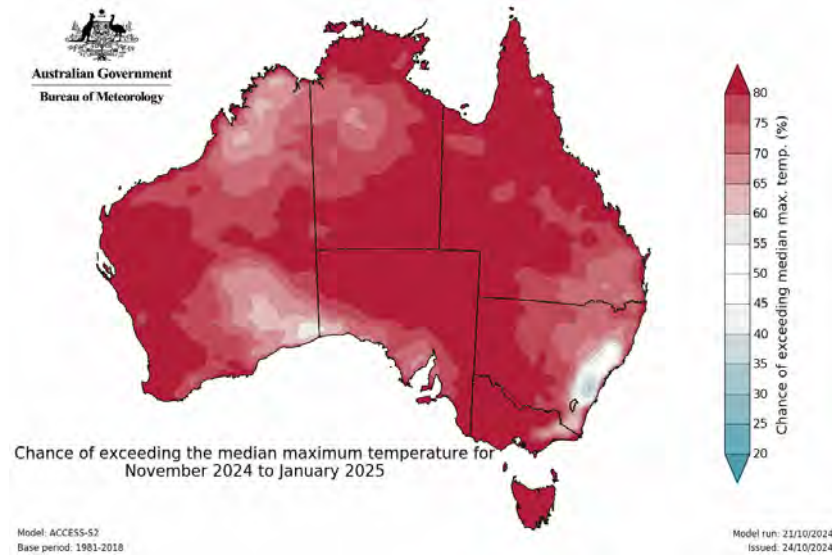 Australian Government
Bureau of Meteorology
80
75
70
65
60
55
50
45
40
35
30
25
20
Chance of exceeding median max. temp. (%)
Chance of exceeding the median maximum temperature for
November 2024 to January 2025
Model: ACCESS-S2
Base period: 1981-2018
Model run: 21/10/2024
Issued: 24/10/2024